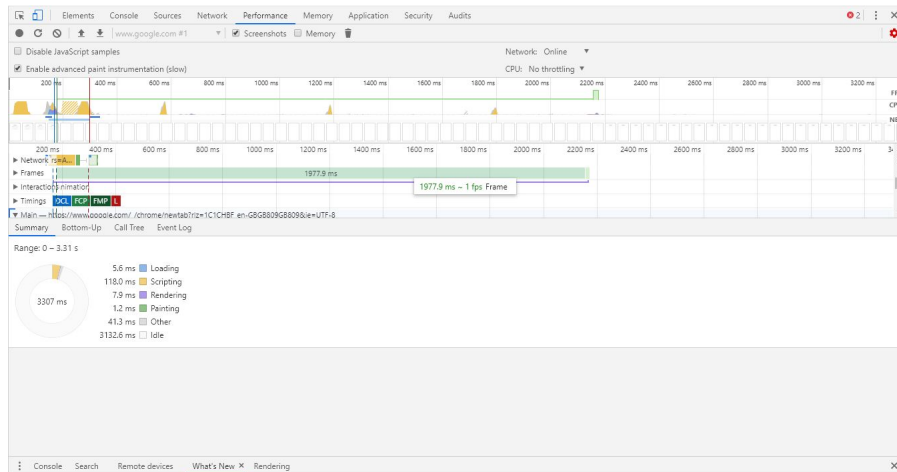 Elements Console Sources Network Performance Memory Application Security Audits 2
www.google.com #1 Screenshots Memory
Disable JavaScript samples Network: Online
Enable advanced paint instrumentation (slow) CPU: No throttling
200 ms 400 ms 600 ms 800 ms 1000 ms 1200 ms 1400 ms 1600 ms 1800 ms 2000 ms 2200 ms 2400 ms 2600 ms 2800 ms 3000 ms 3200 ms
200 ms 400 ms 600 ms 800 ms 1000 ms 1200 ms 1400 ms 1600 ms 1800 ms 2000 ms 2200 ms 2400 ms 2600 ms 2800 ms 3000 ms 3200 ms
Network rs=A...
Frames 1977.9 ms
Interactions nimation 1977.9 ms ~ 1 fps Frame
Timings DCL FCP FMP L
Main
Summary Bottom-Up Call Tree Event Log
Range: 0 – 3.31 s
5.6 ms Loading
118.0 ms Scripting
7.9 ms Rendering
3307 ms
1.2 ms Painting
41.3 ms Other
3132.6 ms Idle
Console Search Remote devices What's New × Rendering